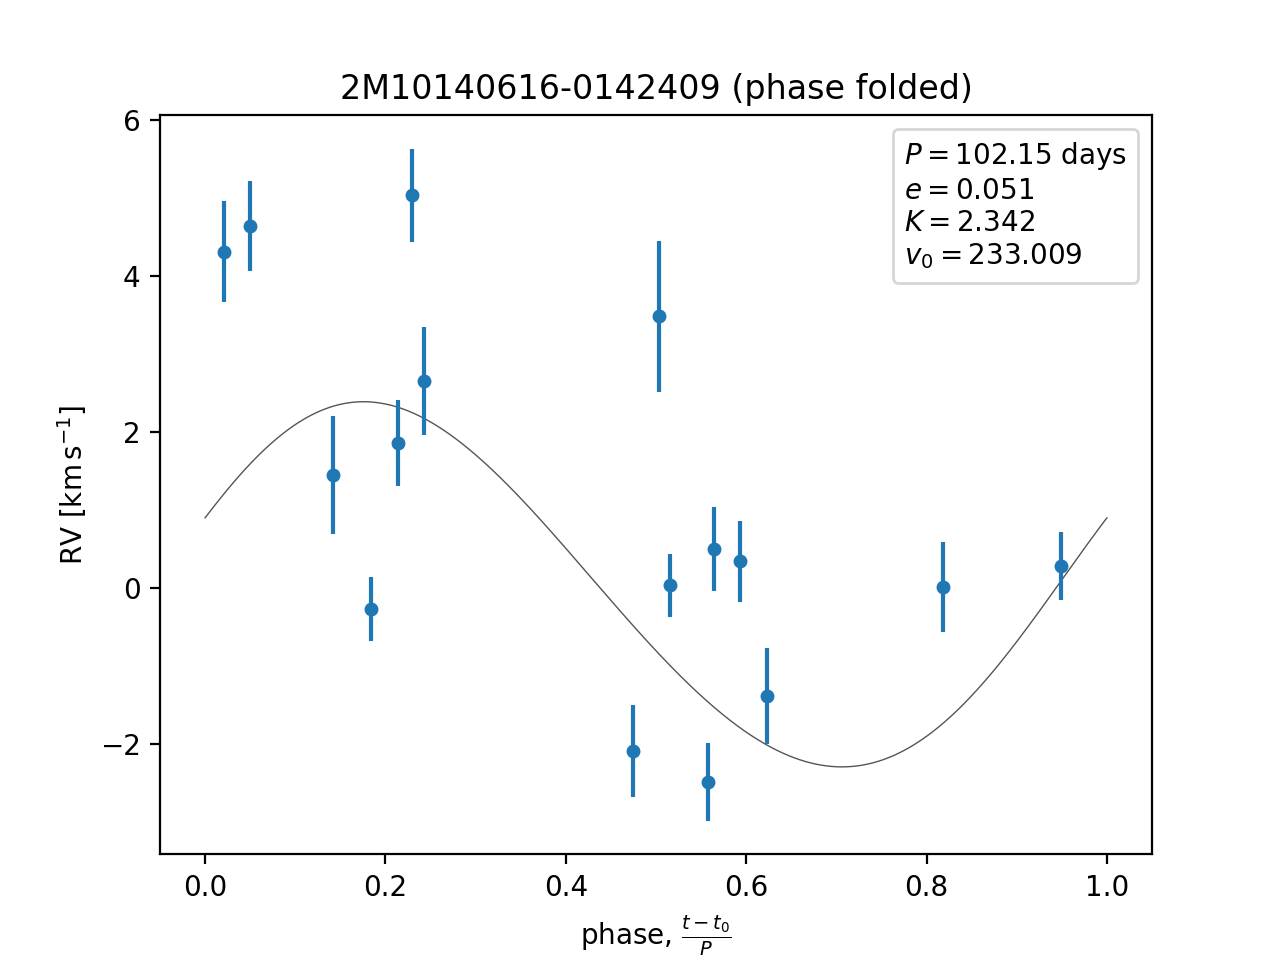 2M10140616-0142409 (phase folded)
P = 102.15 days
e = 0.051
K = 2.342
v₀ = 233.009
6
4
2
0
−2
RV [km s⁻¹]
0.0 0.2 0.4 0.6 0.8 1.0
phase, (t − t₀)/P